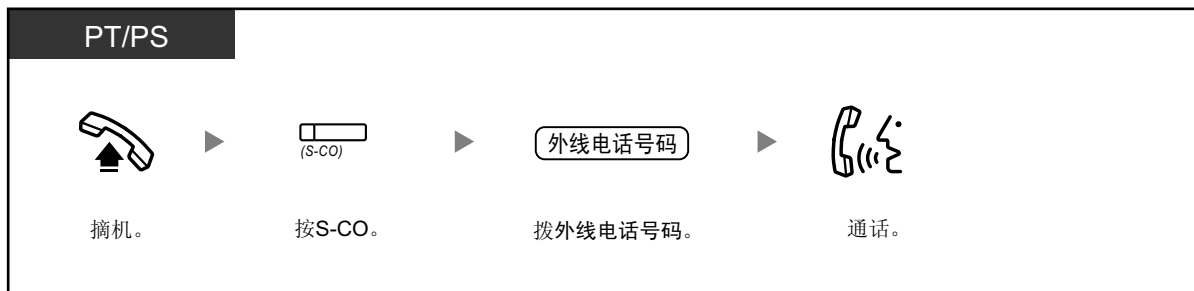 PT/PS
(S-CO)
外线电话号码
摘机。
按S-CO。
拨外线电话号码。
通话。